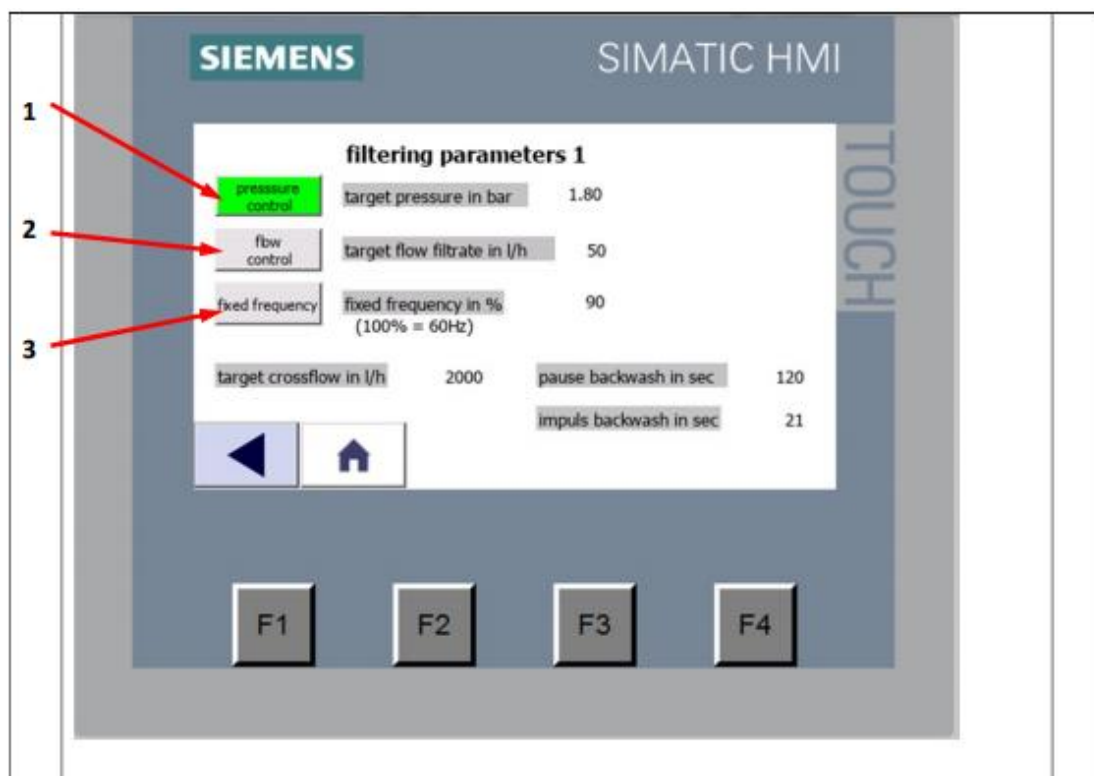 SIEMENS
SIMATIC HMI
TOUCH
1
2
3
filtering parameters 1
presssure
control
target pressure in bar
1.80
flow
control
target flow filtrate in l/h
50
fixed frequency
fixed frequency in %
90
(100% = 60Hz)
target crossflow in l/h
2000
pause backwash in sec
120
impuls backwash in sec
21
F1
F2
F3
F4